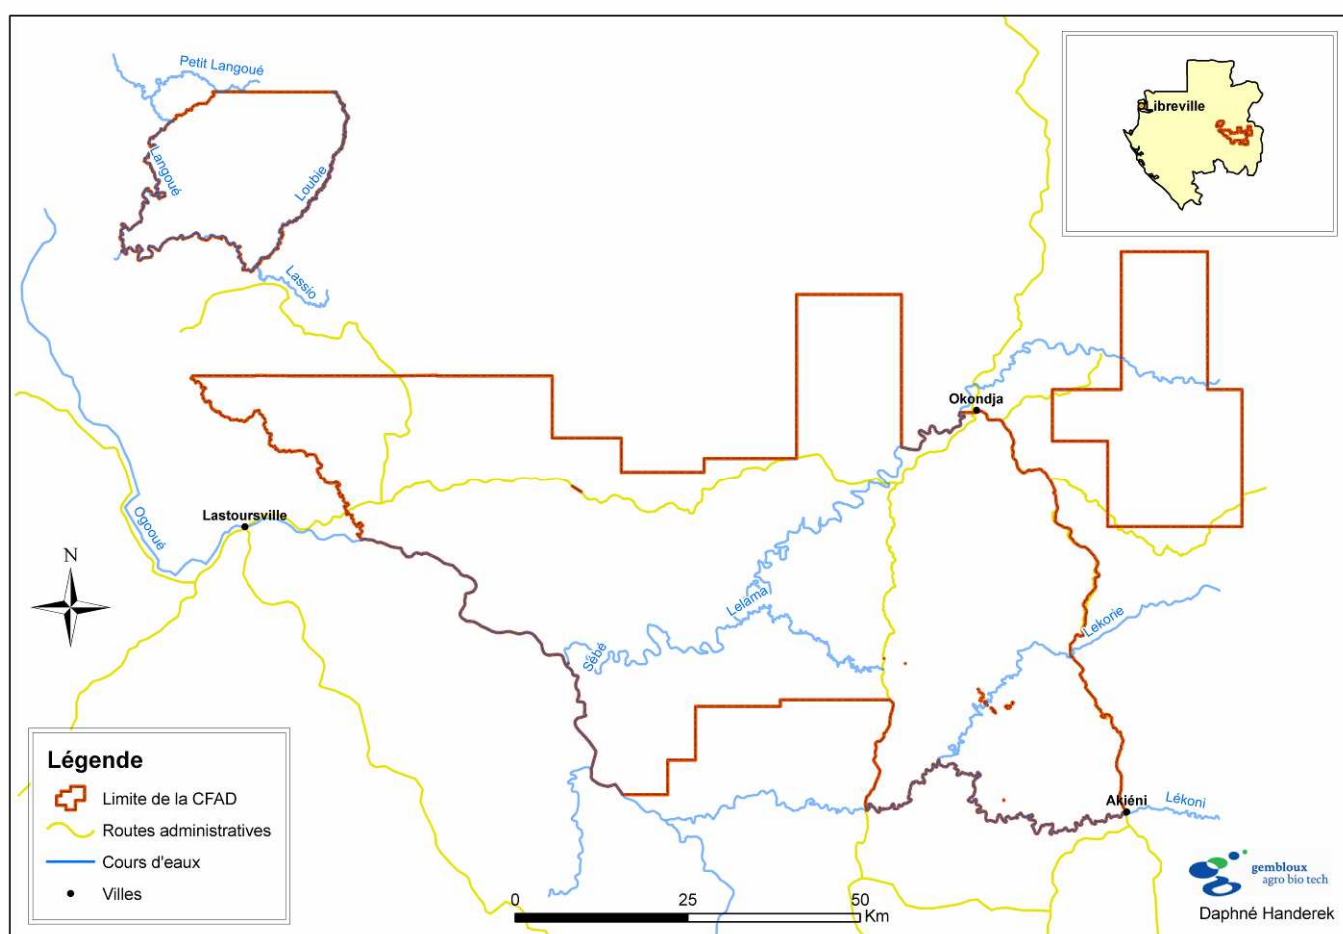 Petit Langoué
Libreville
Langoué
Loubie
Lassio
Okondja
Ogooué
Lastoursville
N
Lelama
Lekorie
Sébé
Légende
Limite de la CFAD
Routes administratives
Cours d'eaux
Villes
Akiéni
Lékoni
0 25 50
Km
gembloux
agro bio tech
Daphné Handerek